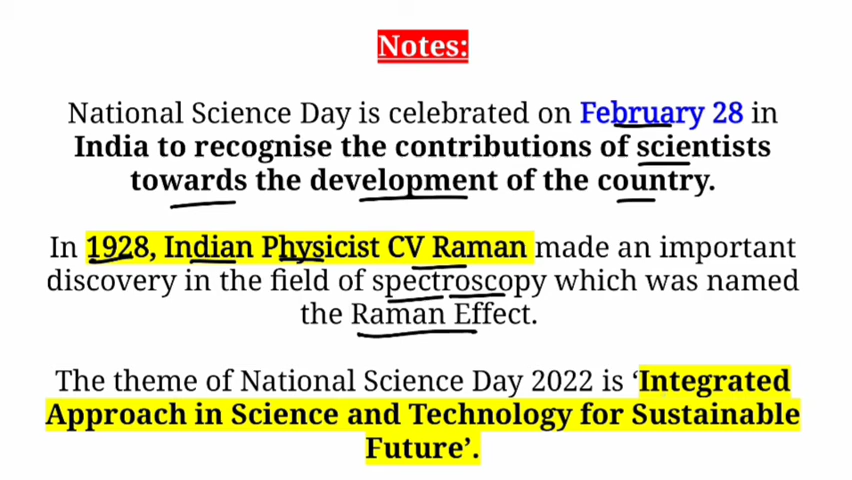 Notes:
National Science Day is celebrated on February 28 in
India to recognise the contributions of scientists
towards the development of the country.
In 1928, Indian Physicist CV Raman made an important
discovery in the field of spectroscopy which was named
the Raman Effect.
The theme of National Science Day 2022 is ‘Integrated
Approach in Science and Technology for Sustainable
Future’.